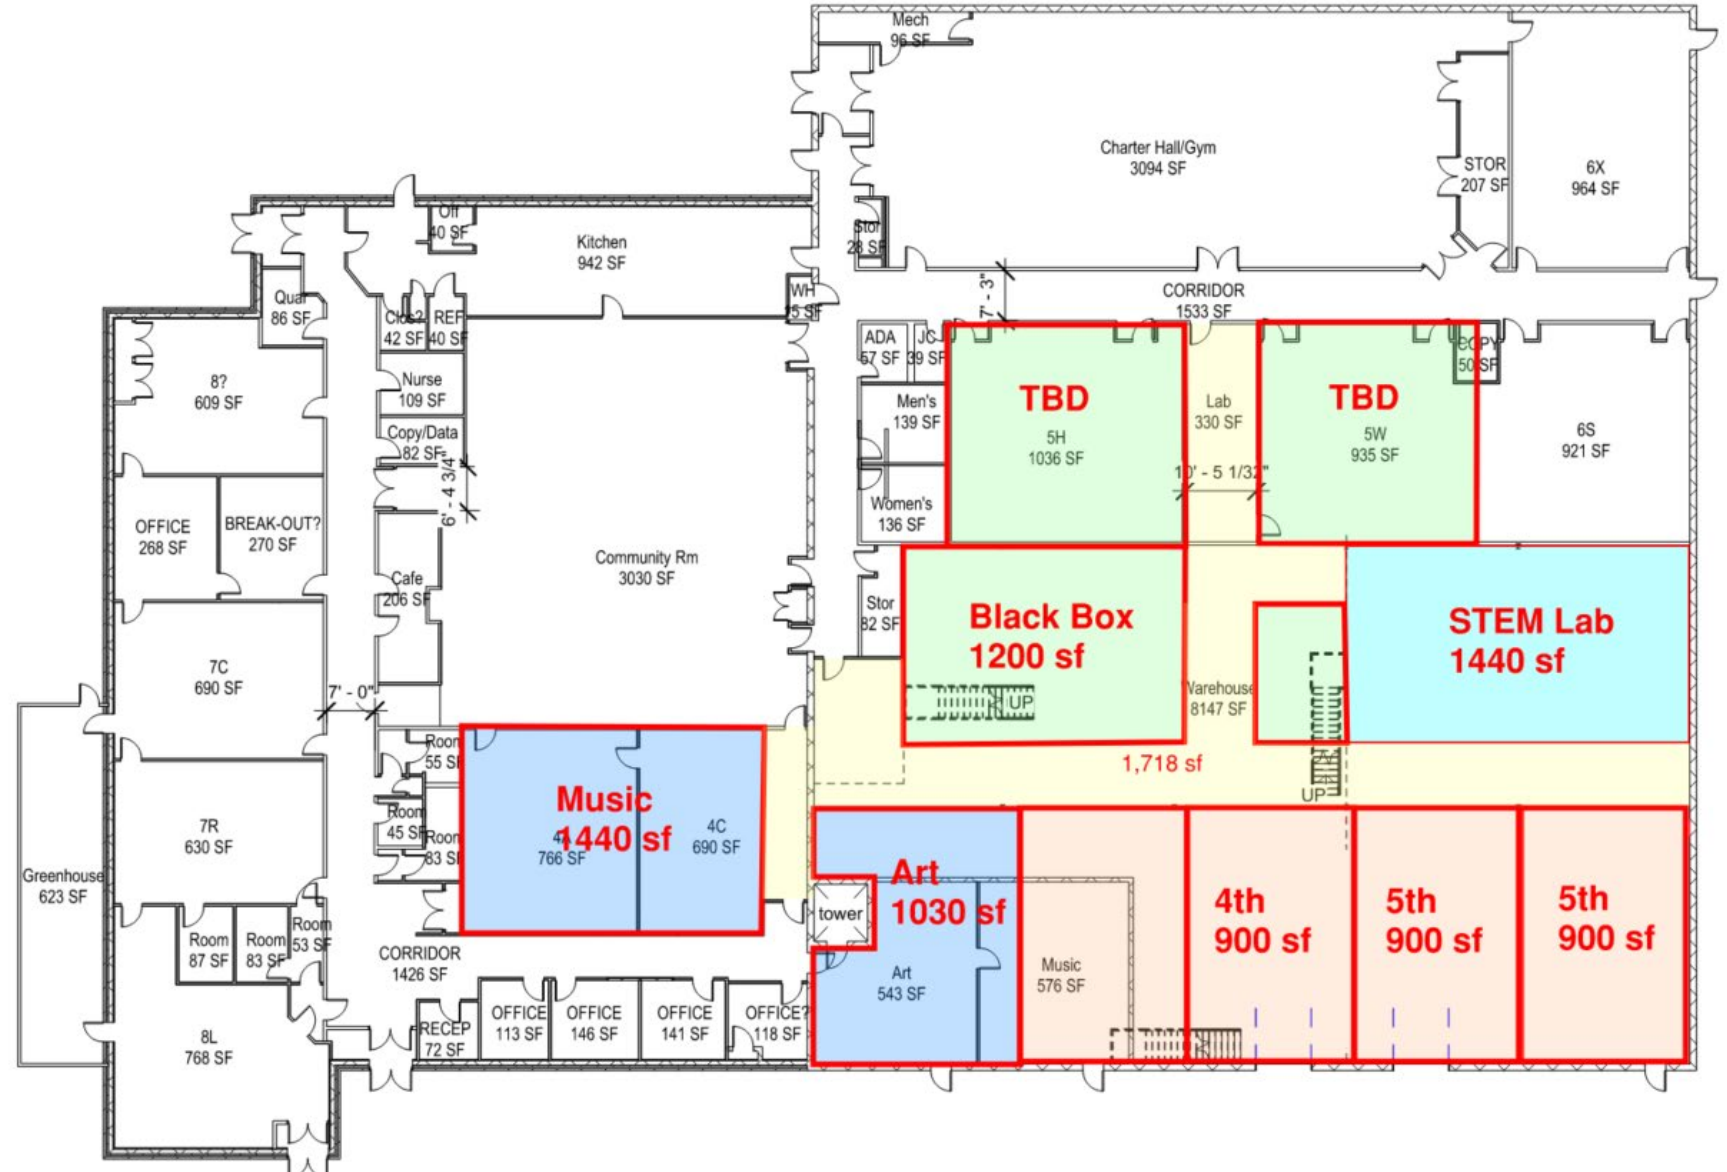 Mech
96 SF
Charter Hall/Gym
3094 SF
STOR
207 SF
6X
964 SF
Off
40 SF
Kitchen
942 SF
Stor
28 SF
WH
CORRIDOR
1533 SF
7' - 3"
Quai
86 SF
42 SF
REF
40 SF
ADA
57 SF
JC
39 SF
COPY
50 SF
8?
609 SF
Nurse
109 SF
Copy/Data
82 SF
6' - 4 3/4"
Men's
139 SF
TBD
5H
1036 SF
Lab
330 SF
TBD
5W
935 SF
6S
921 SF
10' - 5 1/32"
OFFICE
268 SF
BREAK-OUT?
270 SF
Women's
136 SF
Cafe
206 SF
Community Rm
3030 SF
Stor
82 SF
Black Box
1200 sf
UP
Warehouse
8147 SF
STEM Lab
1440 sf
7C
690 SF
7' - 0"
1,718 sf
UP
Room
55 SF
Room
45 SF
Room
83 SF
Music
1440 sf
4A
766 SF
4C
690 SF
7R
630 SF
Greenhouse
623 SF
Art
1030 sf
tower
4th
900 sf
5th
900 sf
5th
900 sf
Room
87 SF
Room
83 SF
Room
53 SF
CORRIDOR
1426 SF
Art
543 SF
Music
576 SF
8L
768 SF
RECEP
72 SF
OFFICE
113 SF
OFFICE
146 SF
OFFICE
141 SF
OFFICE?
118 SF